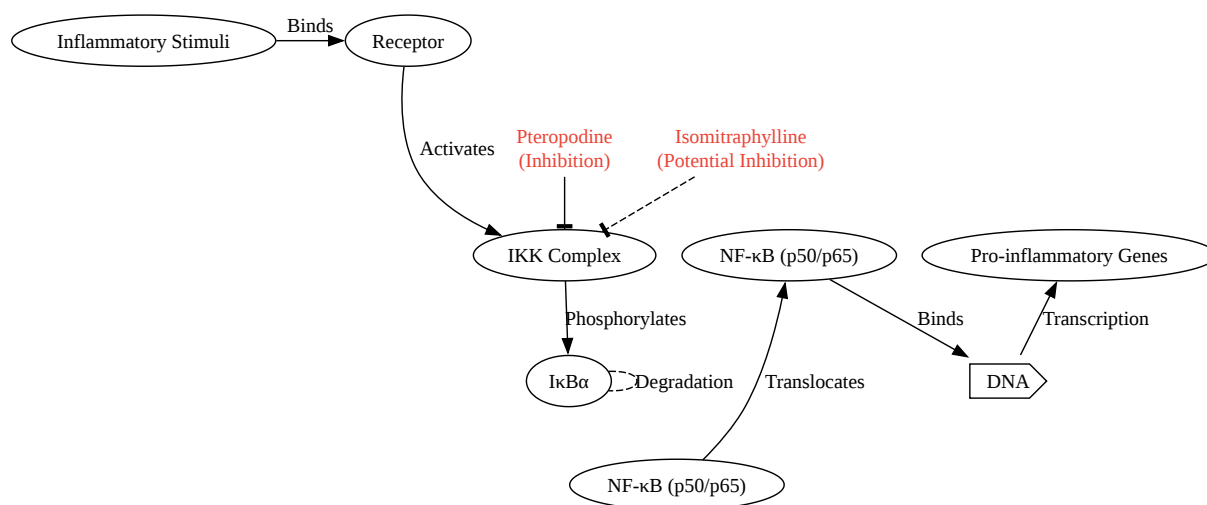 Inflammatory Stimuli
Binds
Receptor
Activates
Pteropodine
(Inhibition)
Isomitraphylline
(Potential Inhibition)
IKK Complex
NF-κB (p50/p65)
Pro-inflammatory Genes
Phosphorylates
Binds
Transcription
IκBα
Degradation
Translocates
DNA
NF-κB (p50/p65)